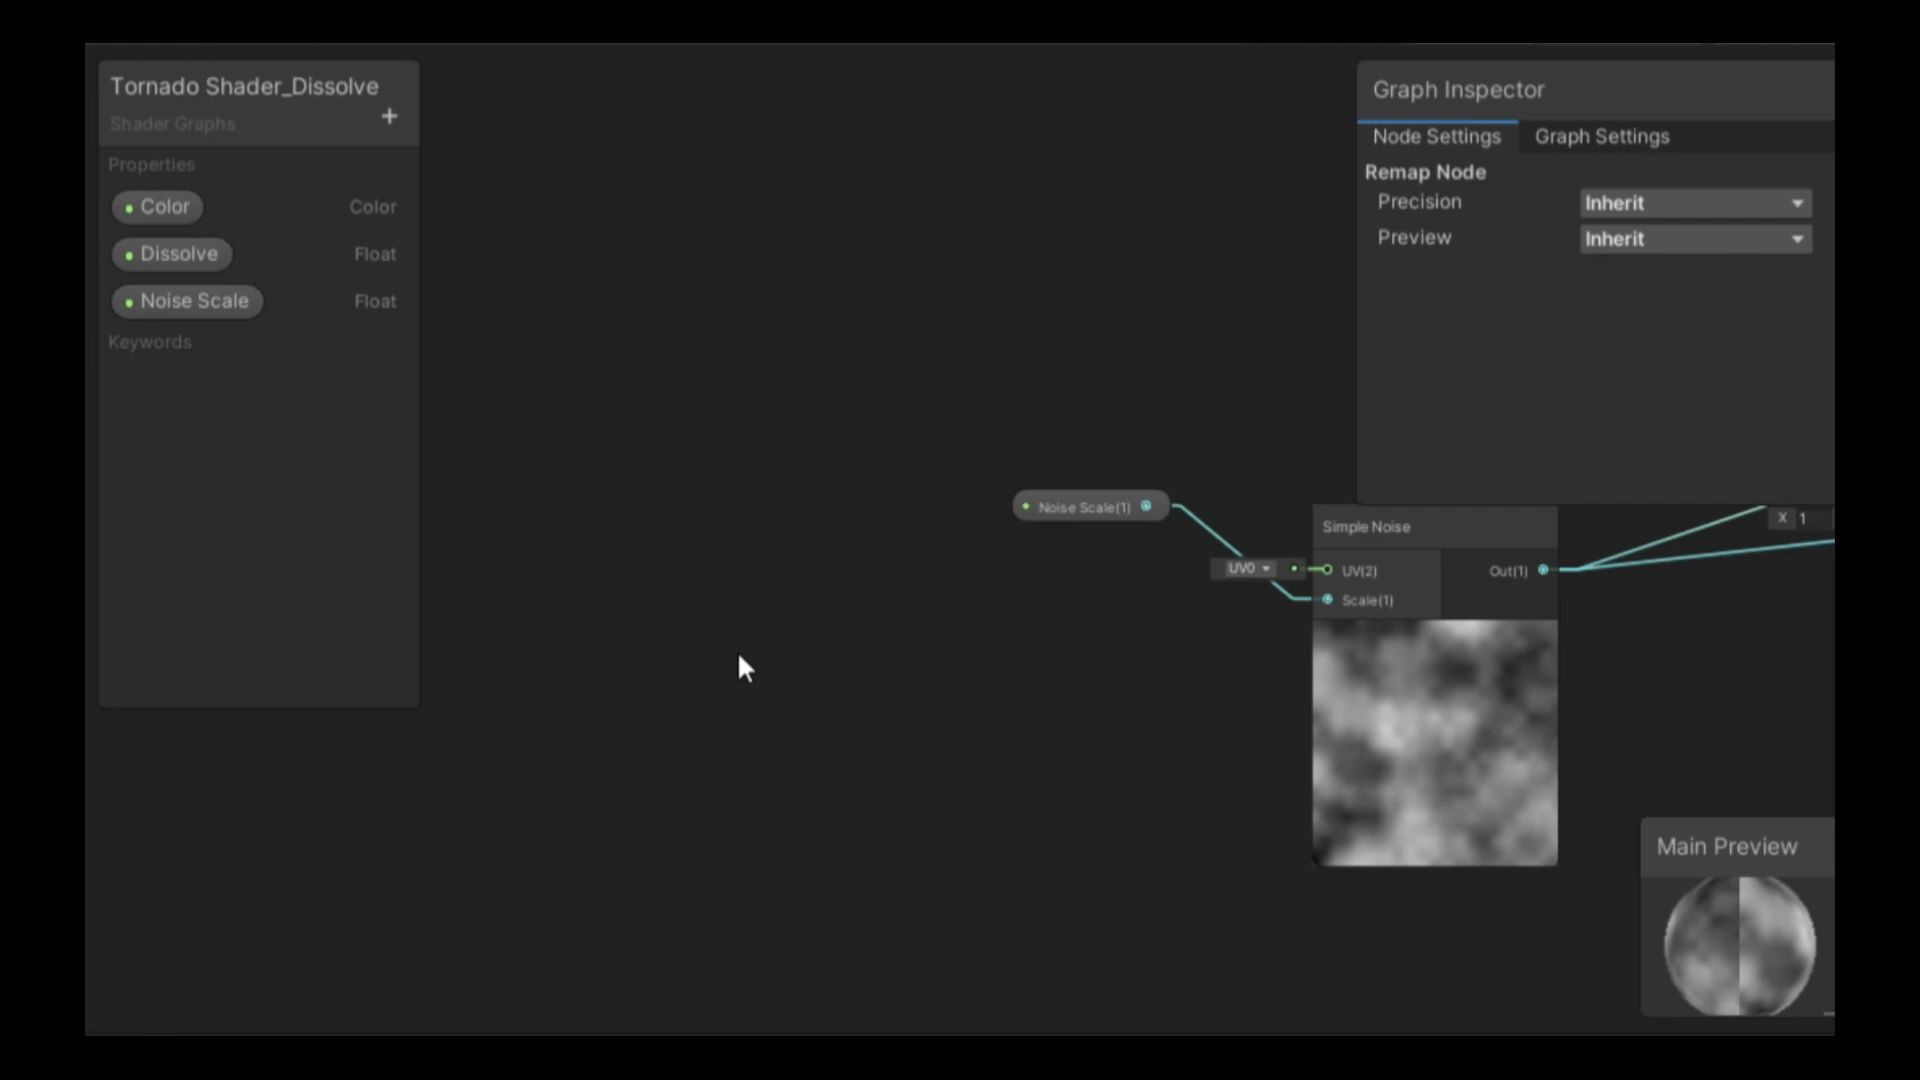 Tornado Shader_Dissolve
Shader Graphs
+
Properties
Color Color
Dissolve Float
Noise Scale Float
Keywords
Graph Inspector
Node Settings Graph Settings
Remap Node
Precision Inherit
Preview Inherit
Noise Scale(1)
X 1
Simple Noise
UV0
UV(2)
Out(1)
Scale(1)
Main Preview